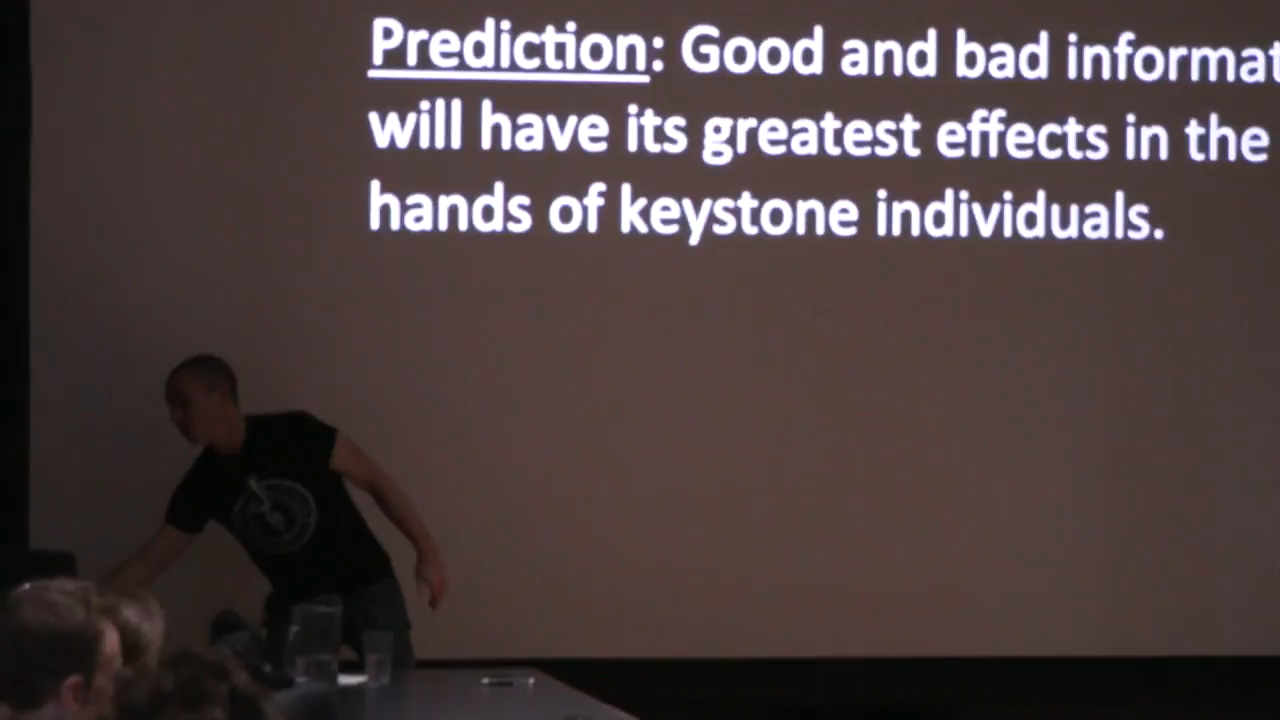 Prediction: Good and bad informat
will have its greatest effects in the
hands of keystone individuals.